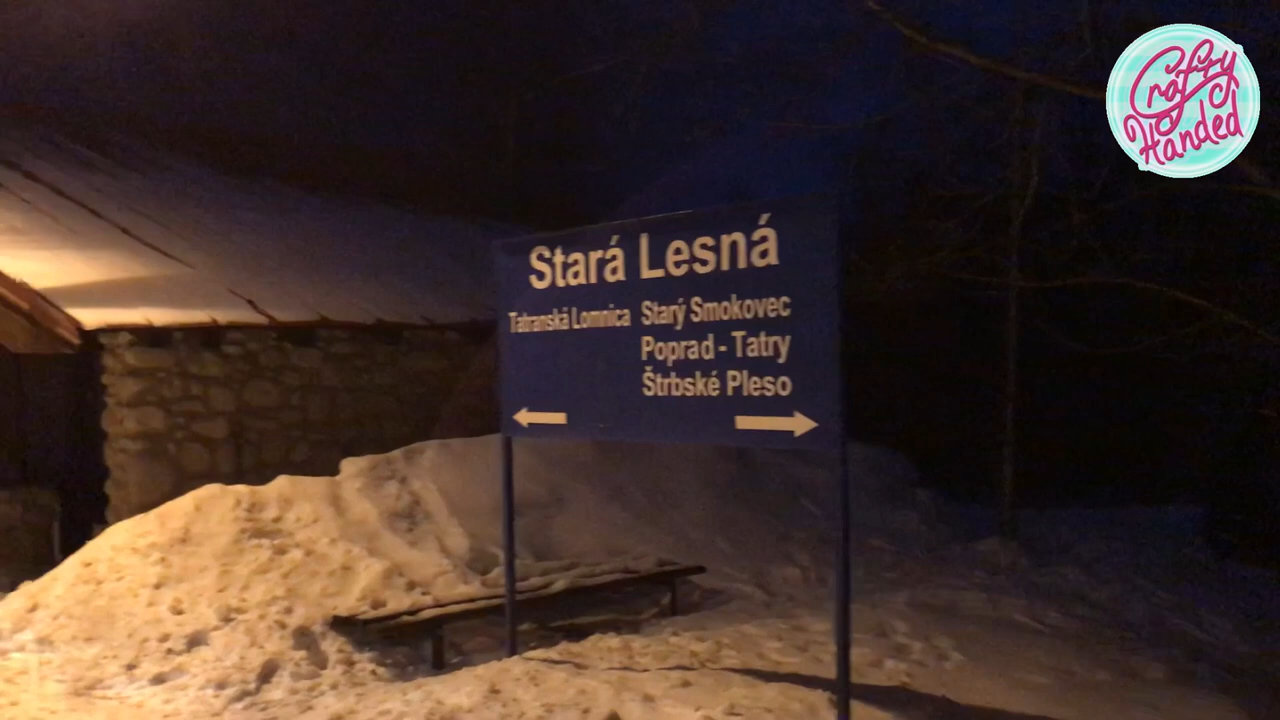 Crafty
Handed
Stará Lesná
Tatranská Lomnica
Starý Smokovec
Poprad - Tatry
Štrbské Pleso